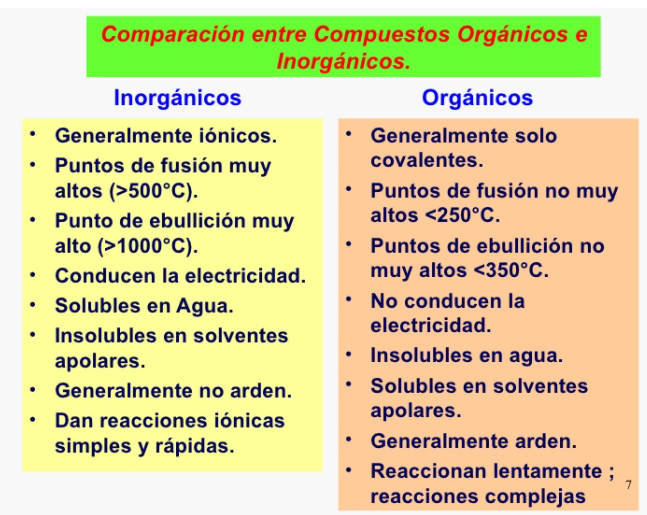 Comparación entre Compuestos Orgánicos e
Inorgánicos.
Inorgánicos
• Generalmente iónicos.
• Puntos de fusión muy
altos (>500°C).
• Punto de ebullición muy
alto (>1000°C).
• Conducen la electricidad.
• Solubles en Agua.
• Insolubles en solventes
apolares.
• Generalmente no arden.
• Dan reacciones iónicas
simples y rápidas.
Orgánicos
• Generalmente solo
covalentes.
• Puntos de fusión no muy
altos <250°C.
• Puntos de ebullición no
muy altos <350°C.
• No conducen la
electricidad.
• Insolubles en agua.
• Solubles en solventes
apolares.
• Generalmente arden.
• Reaccionan lentamente ;
reacciones complejas
7